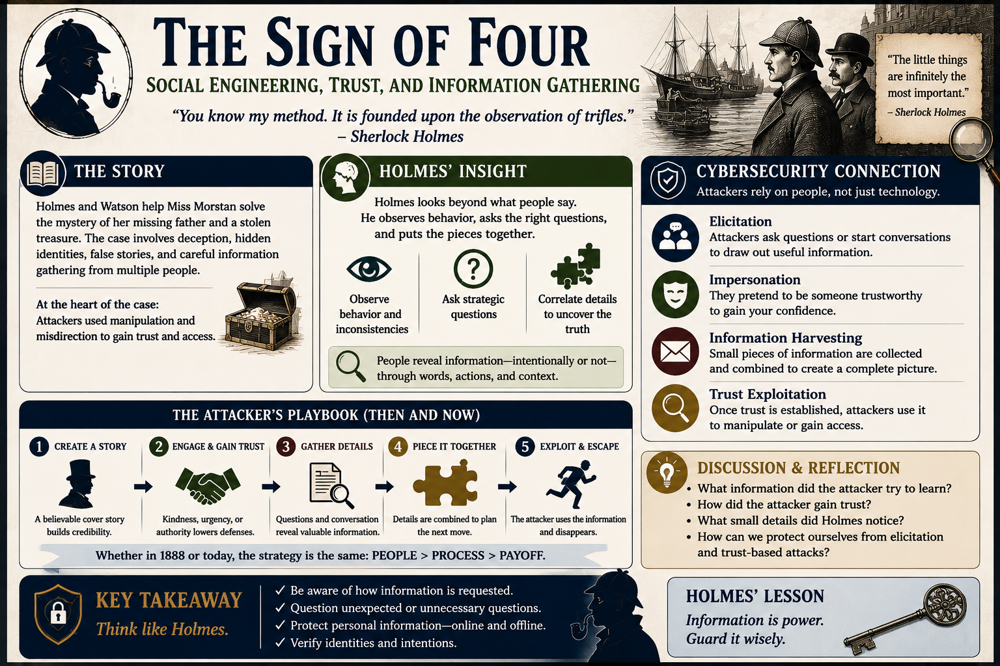 THE SIGN OF FOUR
SOCIAL ENGINEERING, TRUST, AND INFORMATION GATHERING
“You know my method. It is founded upon the observation of trifles.”
– Sherlock Holmes
“The little things
are infinitely the
most important.”
– Sherlock Holmes
THE STORY
Holmes and Watson help Miss Morstan solve
the mystery of her missing father and a stolen
treasure. The case involves deception, hidden
identities, false stories, and careful information
gathering from multiple people.
At the heart of the case:
Attackers used manipulation and
misdirection to gain trust and access.
HOLMES’ INSIGHT
Holmes looks beyond what people say.
He observes behavior, asks the right questions,
and puts the pieces together.
Observe
behavior and
inconsistencies
?
Ask strategic
questions
Correlate details
to uncover the
truth
People reveal information—intentionally or not—
through words, actions, and context.
CYBERSECURITY CONNECTION
Attackers rely on people, not just technology.
Elicitation
Attackers ask questions or start conversations
to draw out useful information.
Impersonation
They pretend to be someone trustworthy
to gain your confidence.
Information Harvesting
Small pieces of information are collected
and combined to create a complete picture.
Trust Exploitation
Once trust is established, attackers use it
to manipulate or gain access.
THE ATTACKER’S PLAYBOOK (THEN AND NOW)
1 CREATE A STORY
A believable cover story
builds credibility.
2 ENGAGE & GAIN TRUST
Kindness, urgency, or
authority lowers defenses.
3 GATHER DETAILS
Questions and conversation
reveal valuable information.
4 PIECE IT TOGETHER
Details are combined to plan
the next move.
5 EXPLOIT & ESCAPE
The attacker uses the information
and disappears.
Whether in 1888 or today, the strategy is the same: PEOPLE > PROCESS > PAYOFF.
DISCUSSION & REFLECTION
• What information did the attacker try to learn?
• How did the attacker gain trust?
• What small details did Holmes notice?
• How can we protect ourselves from elicitation
and trust-based attacks?
KEY TAKEAWAY
Think like Holmes.
✓ Be aware of how information is requested.
✓ Question unexpected or unnecessary questions.
✓ Protect personal information—online and offline.
✓ Verify identities and intentions.
HOLMES’ LESSON
Information is power.
Guard it wisely.